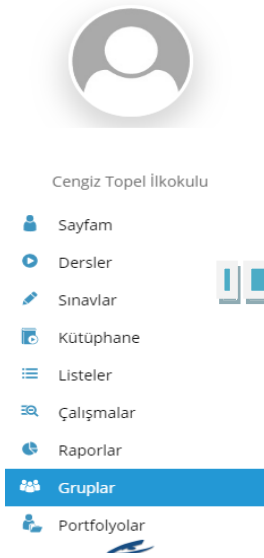 Cengiz Topel İlkokulu
Sayfam
Dersler
Sınavlar
Kütüphane
Listeler
Çalışmalar
Raporlar
Gruplar
Portfolyolar